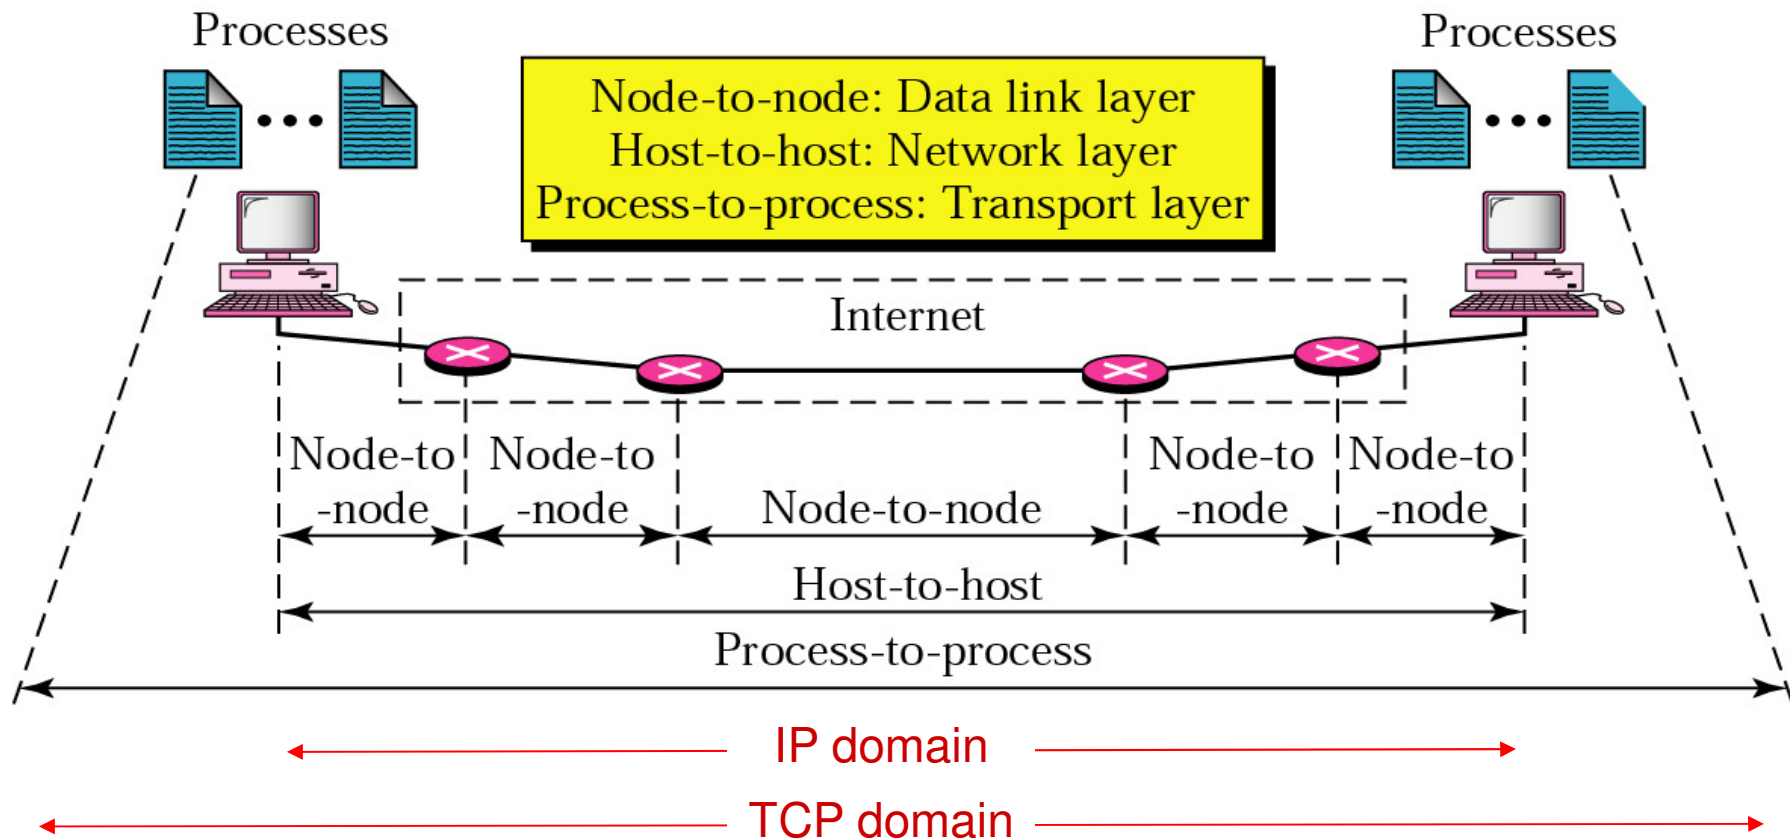 Processes
Processes
Node-to-node: Data link layer
Host-to-host: Network layer
Process-to-process: Transport layer
Internet
Node-to
-node
Node-to
-node
Node-to-node
Node-to
-node
Node-to
-node
Host-to-host
Process-to-process
IP domain
TCP domain